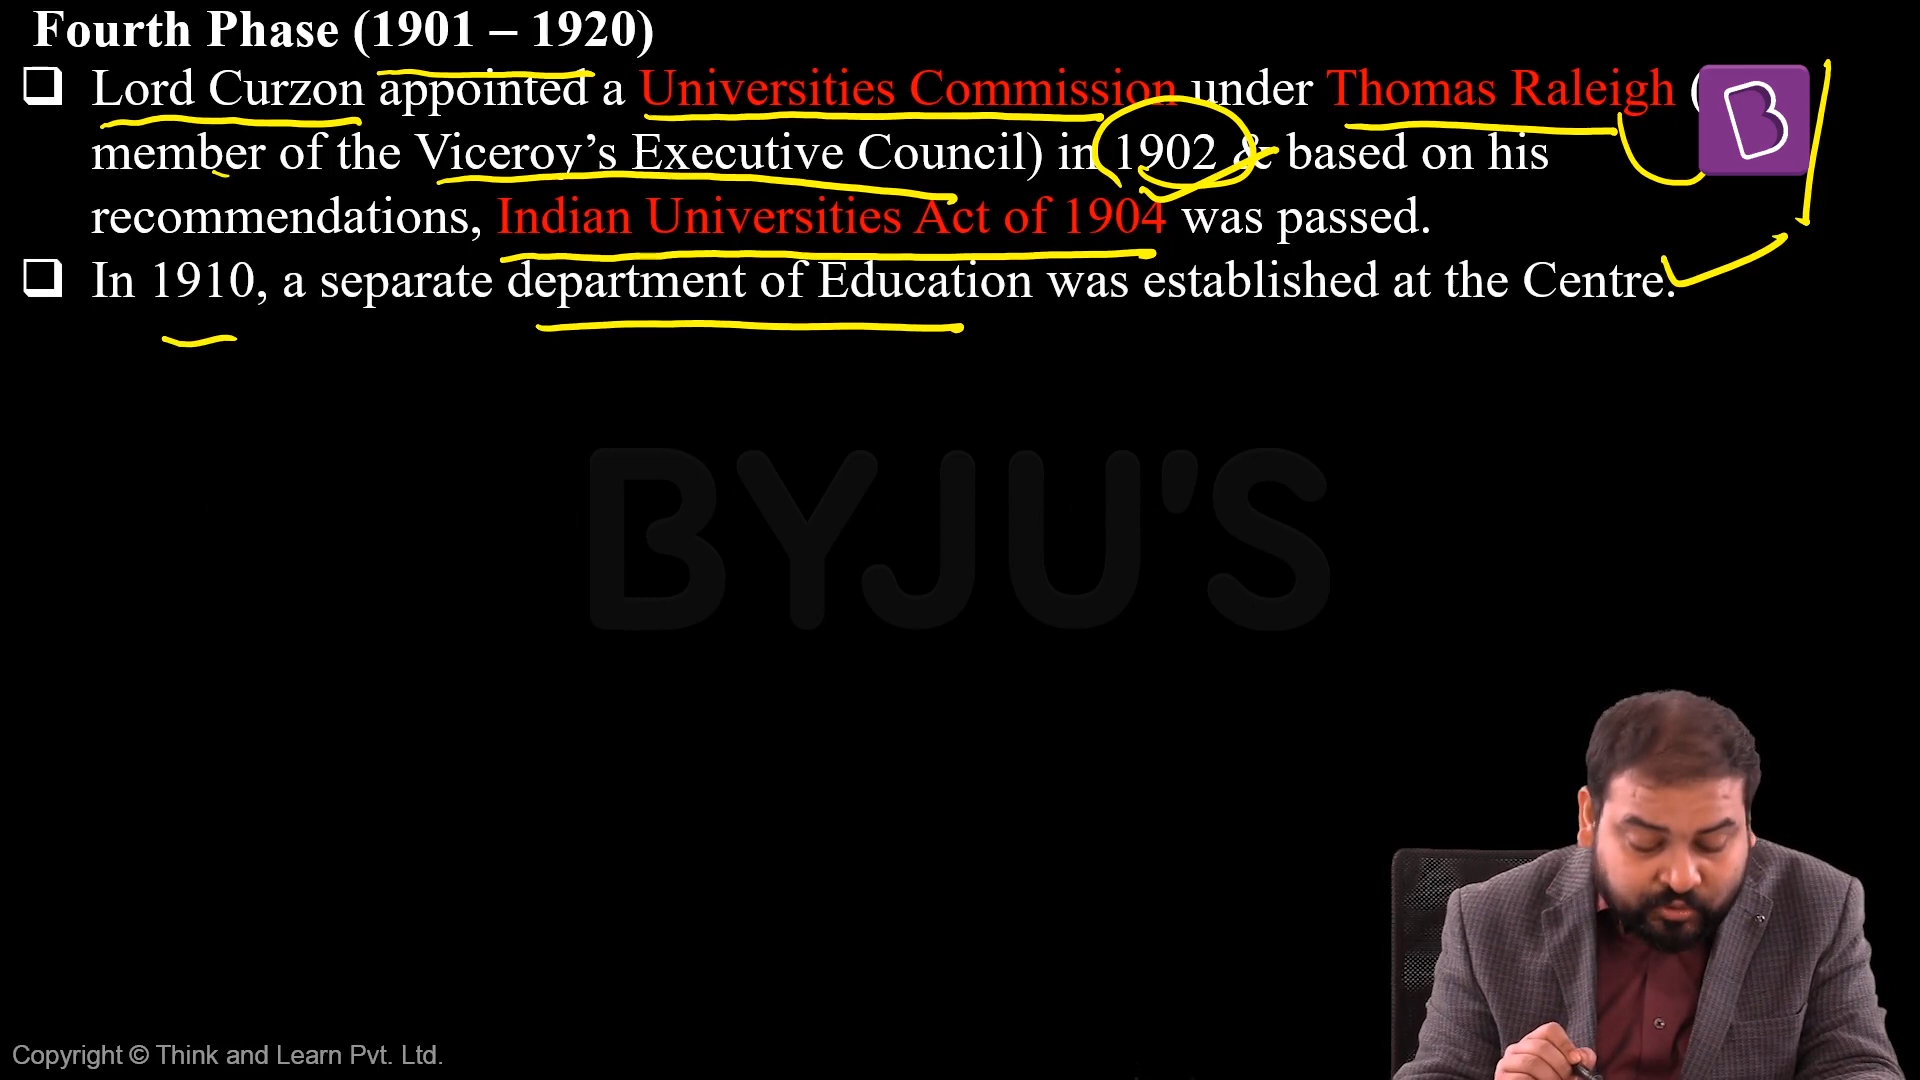 Fourth Phase (1901 – 1920)
❑ Lord Curzon appointed a Universities Commission under Thomas Raleigh (
member of the Viceroy’s Executive Council) in 1902 & based on his
recommendations, Indian Universities Act of 1904 was passed.
❑ In 1910, a separate department of Education was established at the Centre.
BYJU'S
Copyright © Think and Learn Pvt. Ltd.